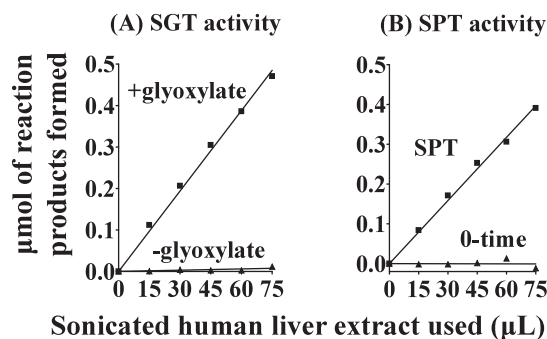 (A) SGT activity
(B) SPT activity
µmol of reaction
products formed
0.5
0.4
0.3
0.2
0.1
0.0
+glyoxylate
-glyoxylate
0 15 30 45 60 75
0.5
0.4
0.3
0.2
0.1
0.0
SPT
0-time
0 15 30 45 60 75
Sonicated human liver extract used (µL)